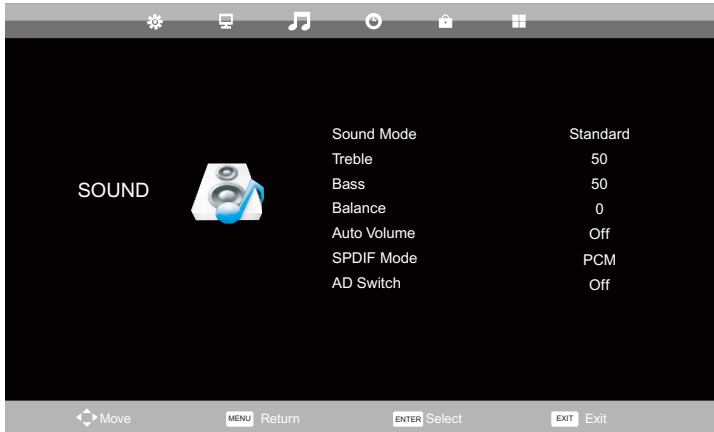 Sound Mode Standard
Treble 50
SOUND
Bass 50
Balance 0
Auto Volume Off
SPDIF Mode PCM
AD Switch Off
Move MENU Return ENTER Select EXIT Exit